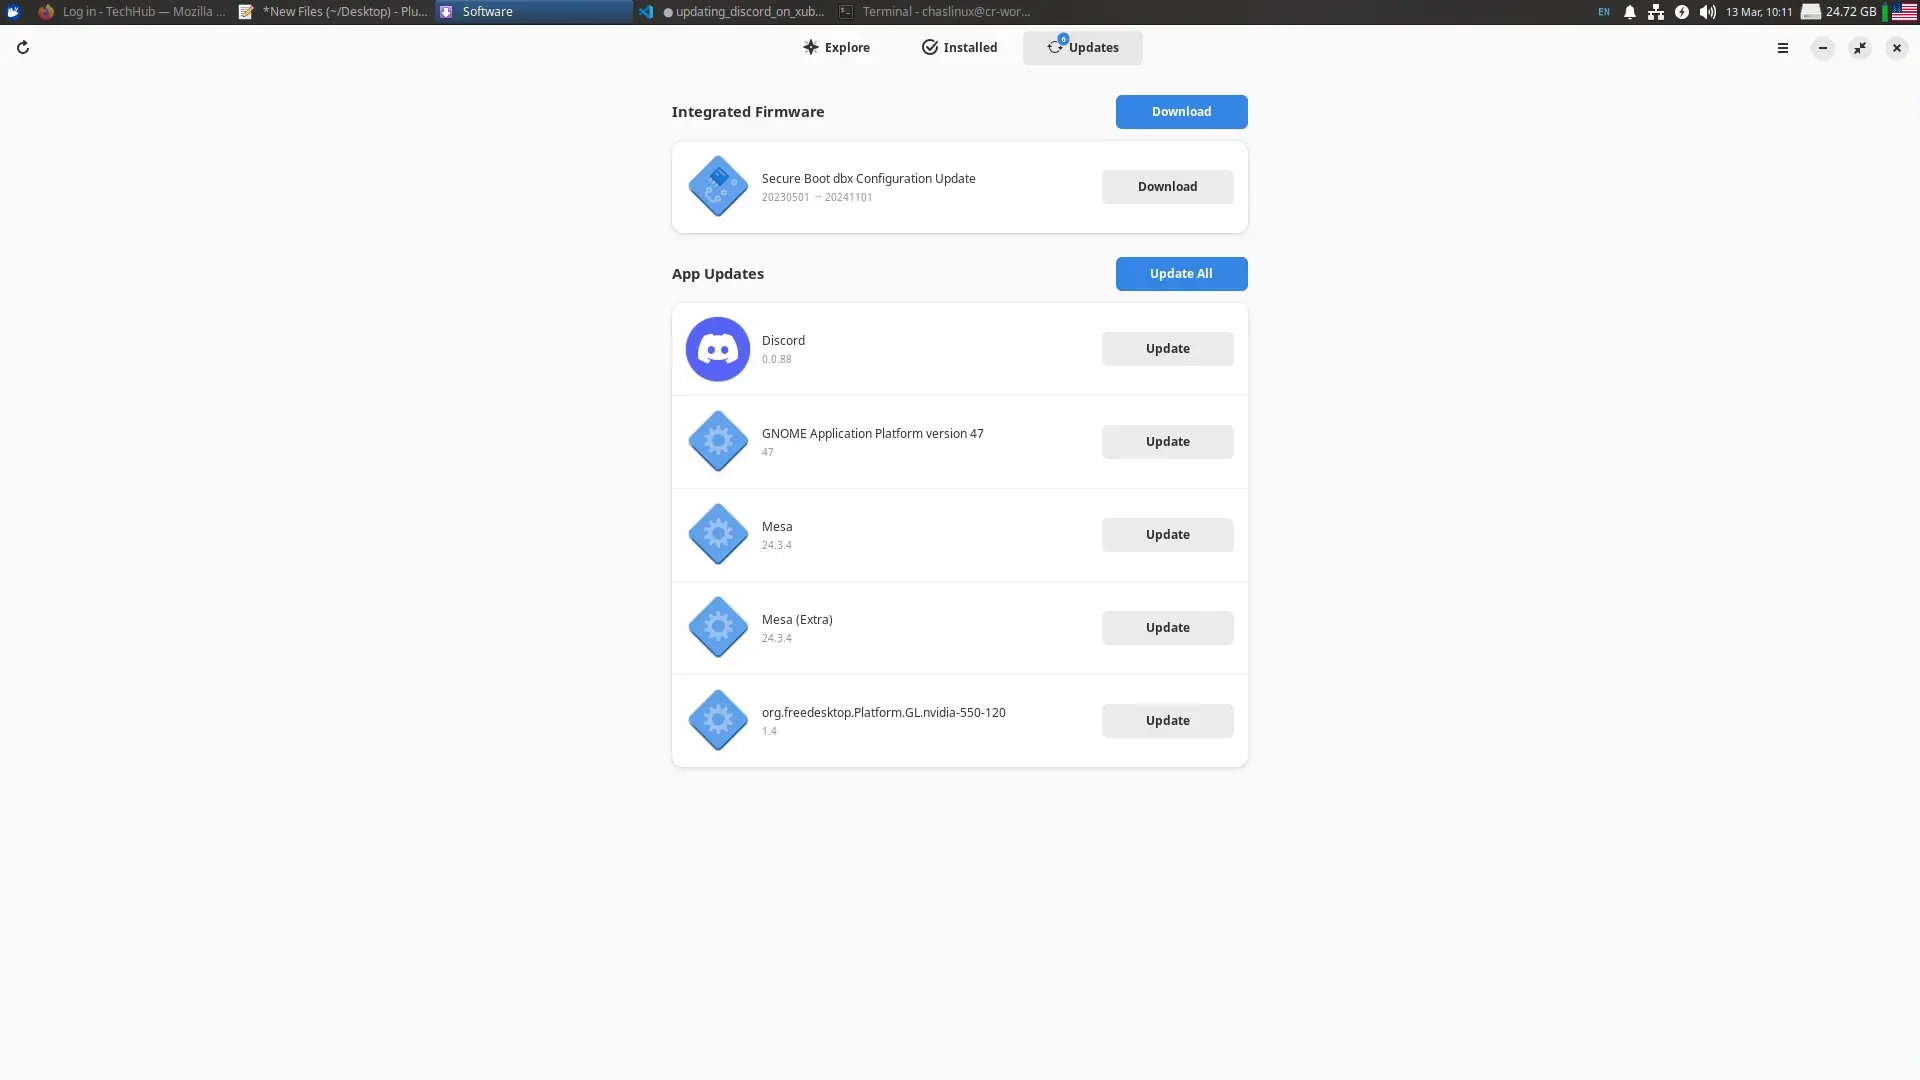 Log in - TechHub — Mozilla ...
*New Files (~/Desktop) - Plu...
Software
updating_discord_on_xub...
Terminal - chaslinux@cr-wor...
EN
13 Mar, 10:11
24.72 GB
Explore
Installed
6
Updates
Integrated Firmware
Download
Secure Boot dbx Configuration Update
20230501 → 20241101
Download
App Updates
Update All
Discord
0.0.88
Update
GNOME Application Platform version 47
47
Update
Mesa
24.3.4
Update
Mesa (Extra)
24.3.4
Update
org.freedesktop.Platform.GL.nvidia-550-120
1.4
Update